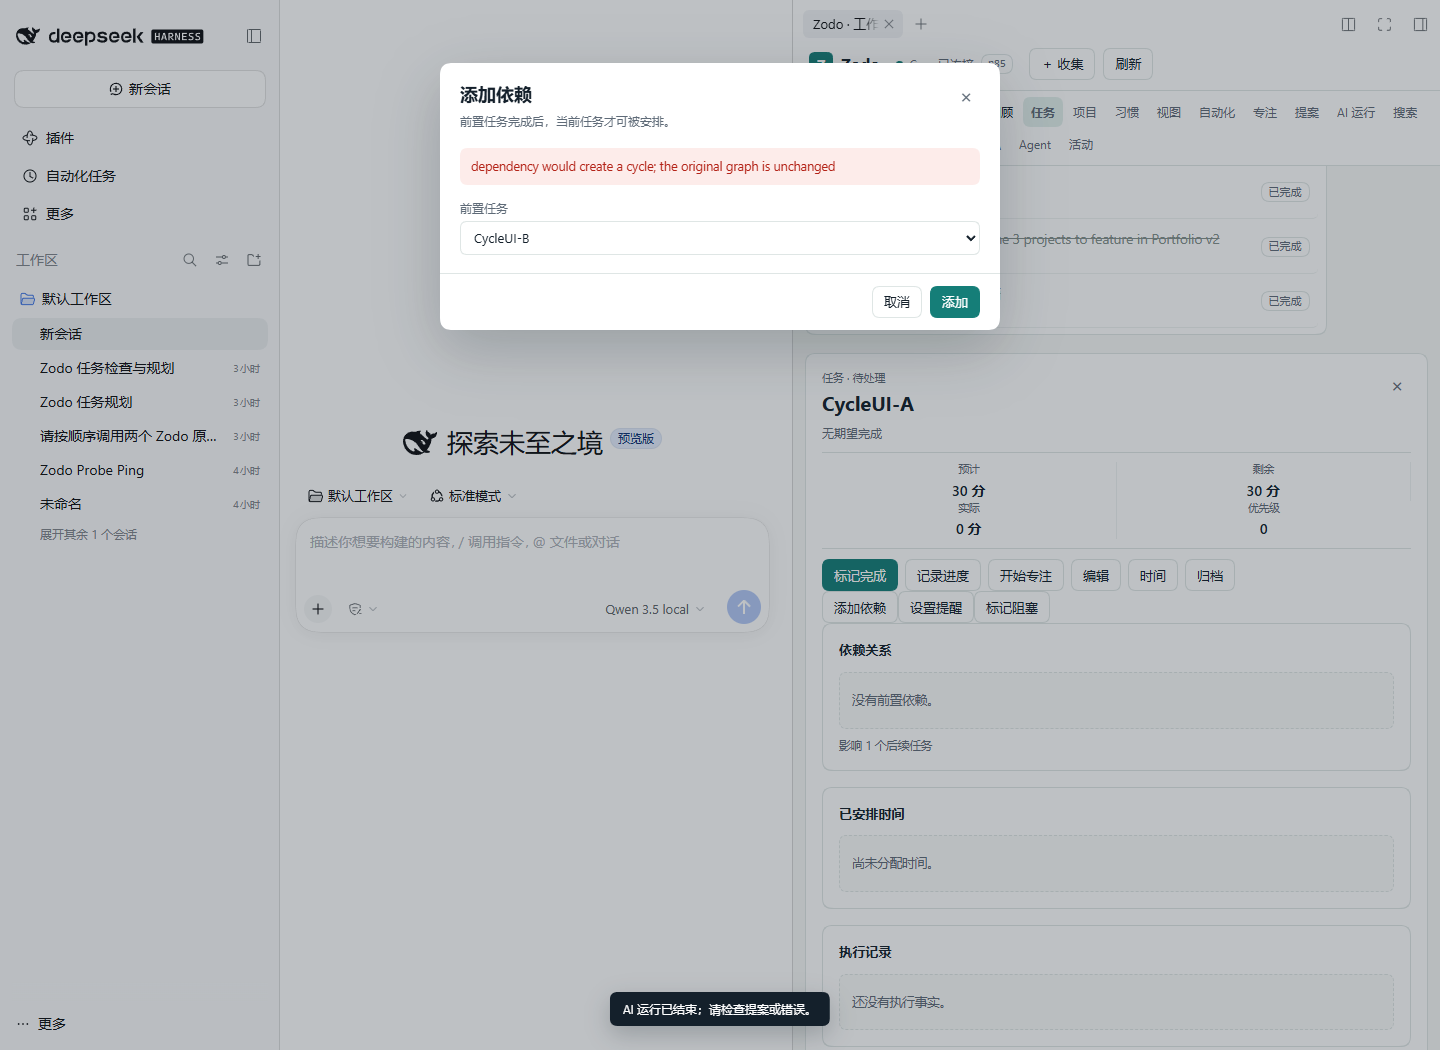 deepseek HARNESS
新会话
插件
自动化任务
更多
工作区
默认工作区
新会话
Zodo 任务检查与规划 3小时
Zodo 任务规划 3小时
请按顺序调用两个 Zodo 原... 3小时
Zodo Probe Ping 4小时
未命名 4小时
展开其余 1 个会话
更多
探索未至之境 预览版
默认工作区 标准模式
描述你想要构建的内容, / 调用指令, @ 文件或对话
Qwen 3.5 local
添加依赖
前置任务完成后，当前任务才可被安排。
dependency would create a cycle; the original graph is unchanged
前置任务
CycleUI-B
取消 添加
Zodo · 工作
+ 收集 刷新
顾 任务 项目 习惯 视图 自动化 专注 提案 AI 运行 搜索
Agent 活动
已完成
3 projects to feature in Portfolio v2 已完成
已完成
任务 · 待处理
CycleUI-A
无期望完成
预计 剩余
30 分 30 分
实际 优先级
0 分 0
标记完成 记录进度 开始专注 编辑 时间 归档
添加依赖 设置提醒 标记阻塞
依赖关系
没有前置依赖。
影响 1 个后续任务
已安排时间
尚未分配时间。
执行记录
还没有执行事实。
AI 运行已结束；请检查提案或错误。